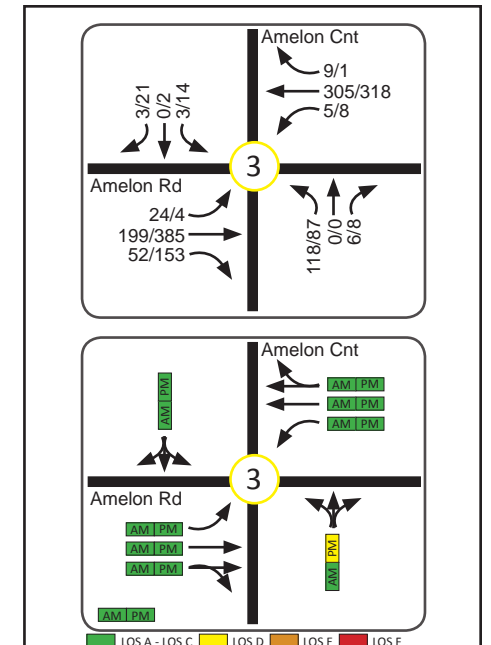 Amelon Cnt
9/1
305/318
5/8
3/21
0/2
3/14
3
Amelon Rd
24/4
199/385
52/153
118/87
0/0
6/8
Amelon Cnt
AM PM
AM PM
AM PM
AM PM
3
Amelon Rd
AM PM
AM PM
AM PM
AM PM
AM PM
LOS A - LOS C LOS D LOS E LOS F